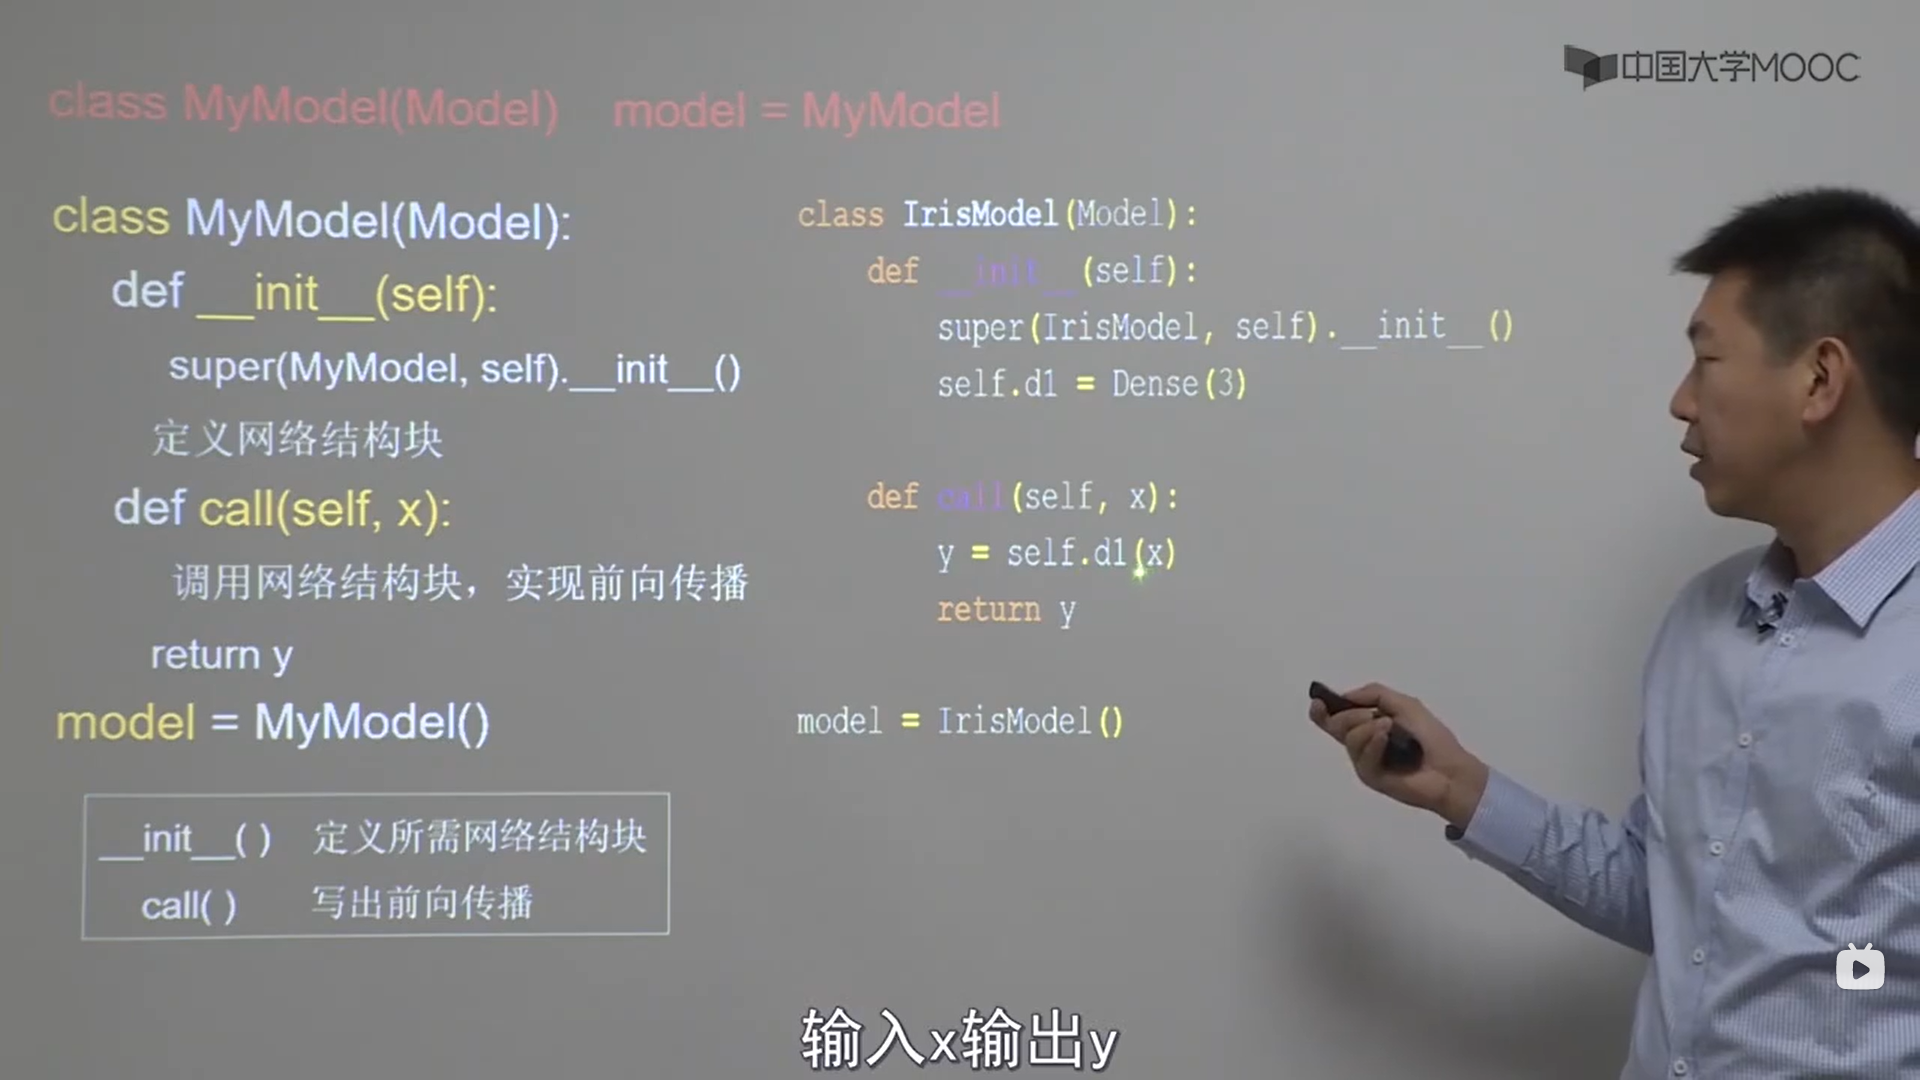 中国大学MOOC
class MyModel(Model) model = MyModel
class MyModel(Model):
def __init__(self):
super(MyModel, self).__init__()
定义网络结构块
def call(self, x):
调用网络结构块，实现前向传播
return y
model = MyModel()
__init__( ) 定义所需网络结构块
call( ) 写出前向传播
class IrisModel(Model):
def __init__(self):
super(IrisModel, self).__init__()
self.d1 = Dense(3)
def call(self, x):
y = self.d1(x)
return y
model = IrisModel()
输入x输出y